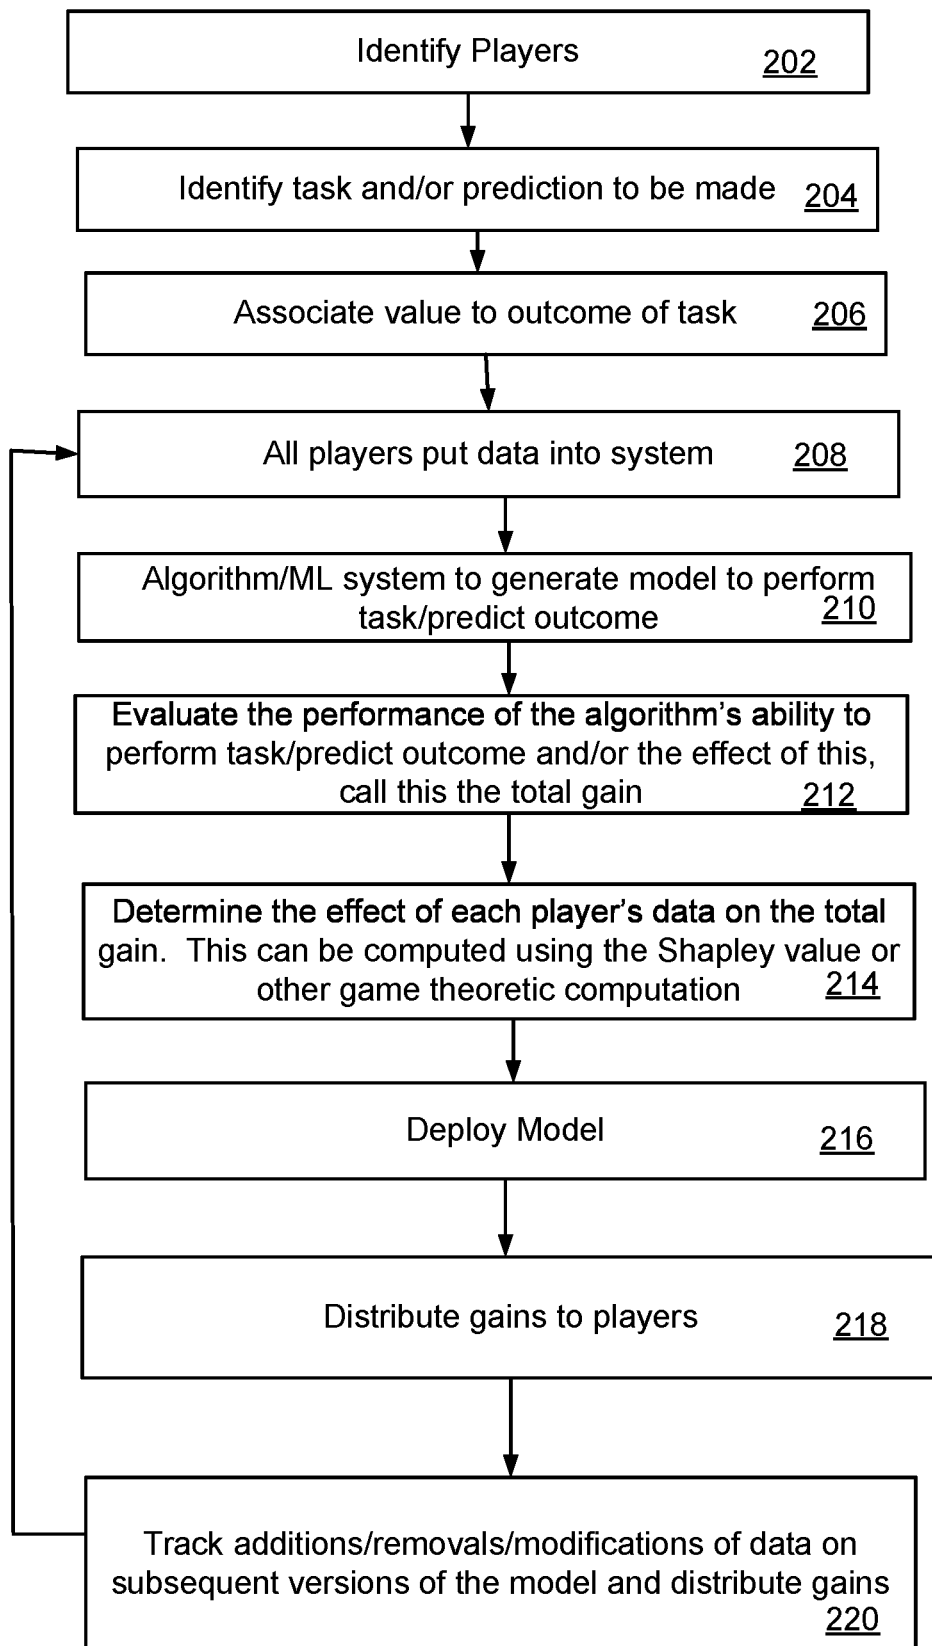 Identify Players
202
Identify task and/or prediction to be made
204
Associate value to outcome of task
206
All players put data into system
208
Algorithm/ML system to generate model to perform
task/predict outcome
210
Evaluate the performance of the algorithm's ability to
perform task/predict outcome and/or the effect of this,
call this the total gain
212
Determine the effect of each player's data on the total
gain.  This can be computed using the Shapley value or
other game theoretic computation
214
Deploy Model
216
Distribute gains to players
218
Track additions/removals/modifications of data on
subsequent versions of the model and distribute gains
220